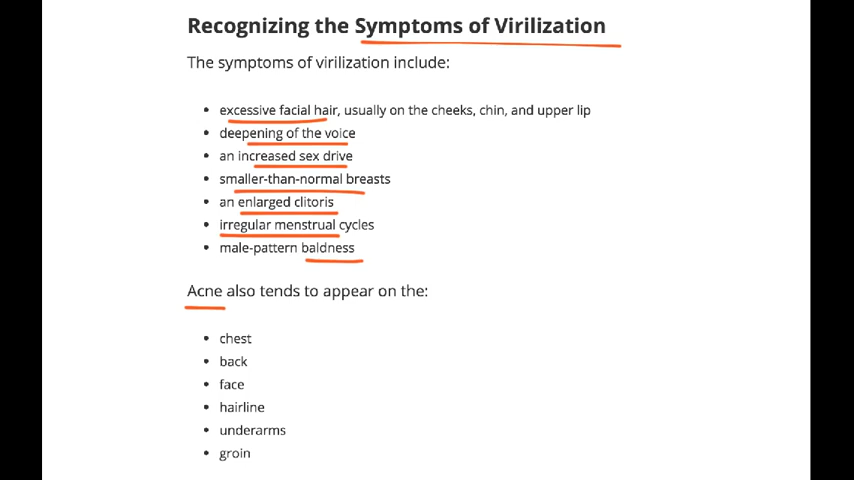 Recognizing the Symptoms of Virilization
The symptoms of virilization include:
• excessive facial hair, usually on the cheeks, chin, and upper lip
• deepening of the voice
• an increased sex drive
• smaller-than-normal breasts
• an enlarged clitoris
• irregular menstrual cycles
• male-pattern baldness
Acne also tends to appear on the:
• chest
• back
• face
• hairline
• underarms
• groin